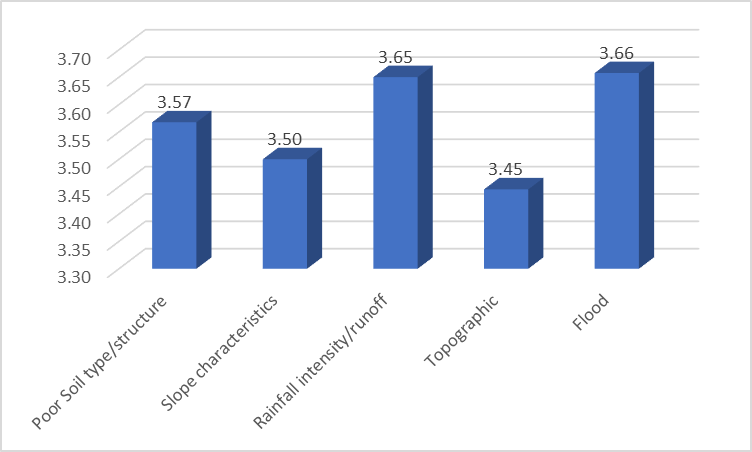 3.70
3.65
3.60
3.55
3.50
3.45
3.40
3.35
3.30
3.57
3.50
3.65
3.45
3.66
Poor Soil type/structure
Slope characteristics
Rainfall intensity/runoff
Topographic
Flood